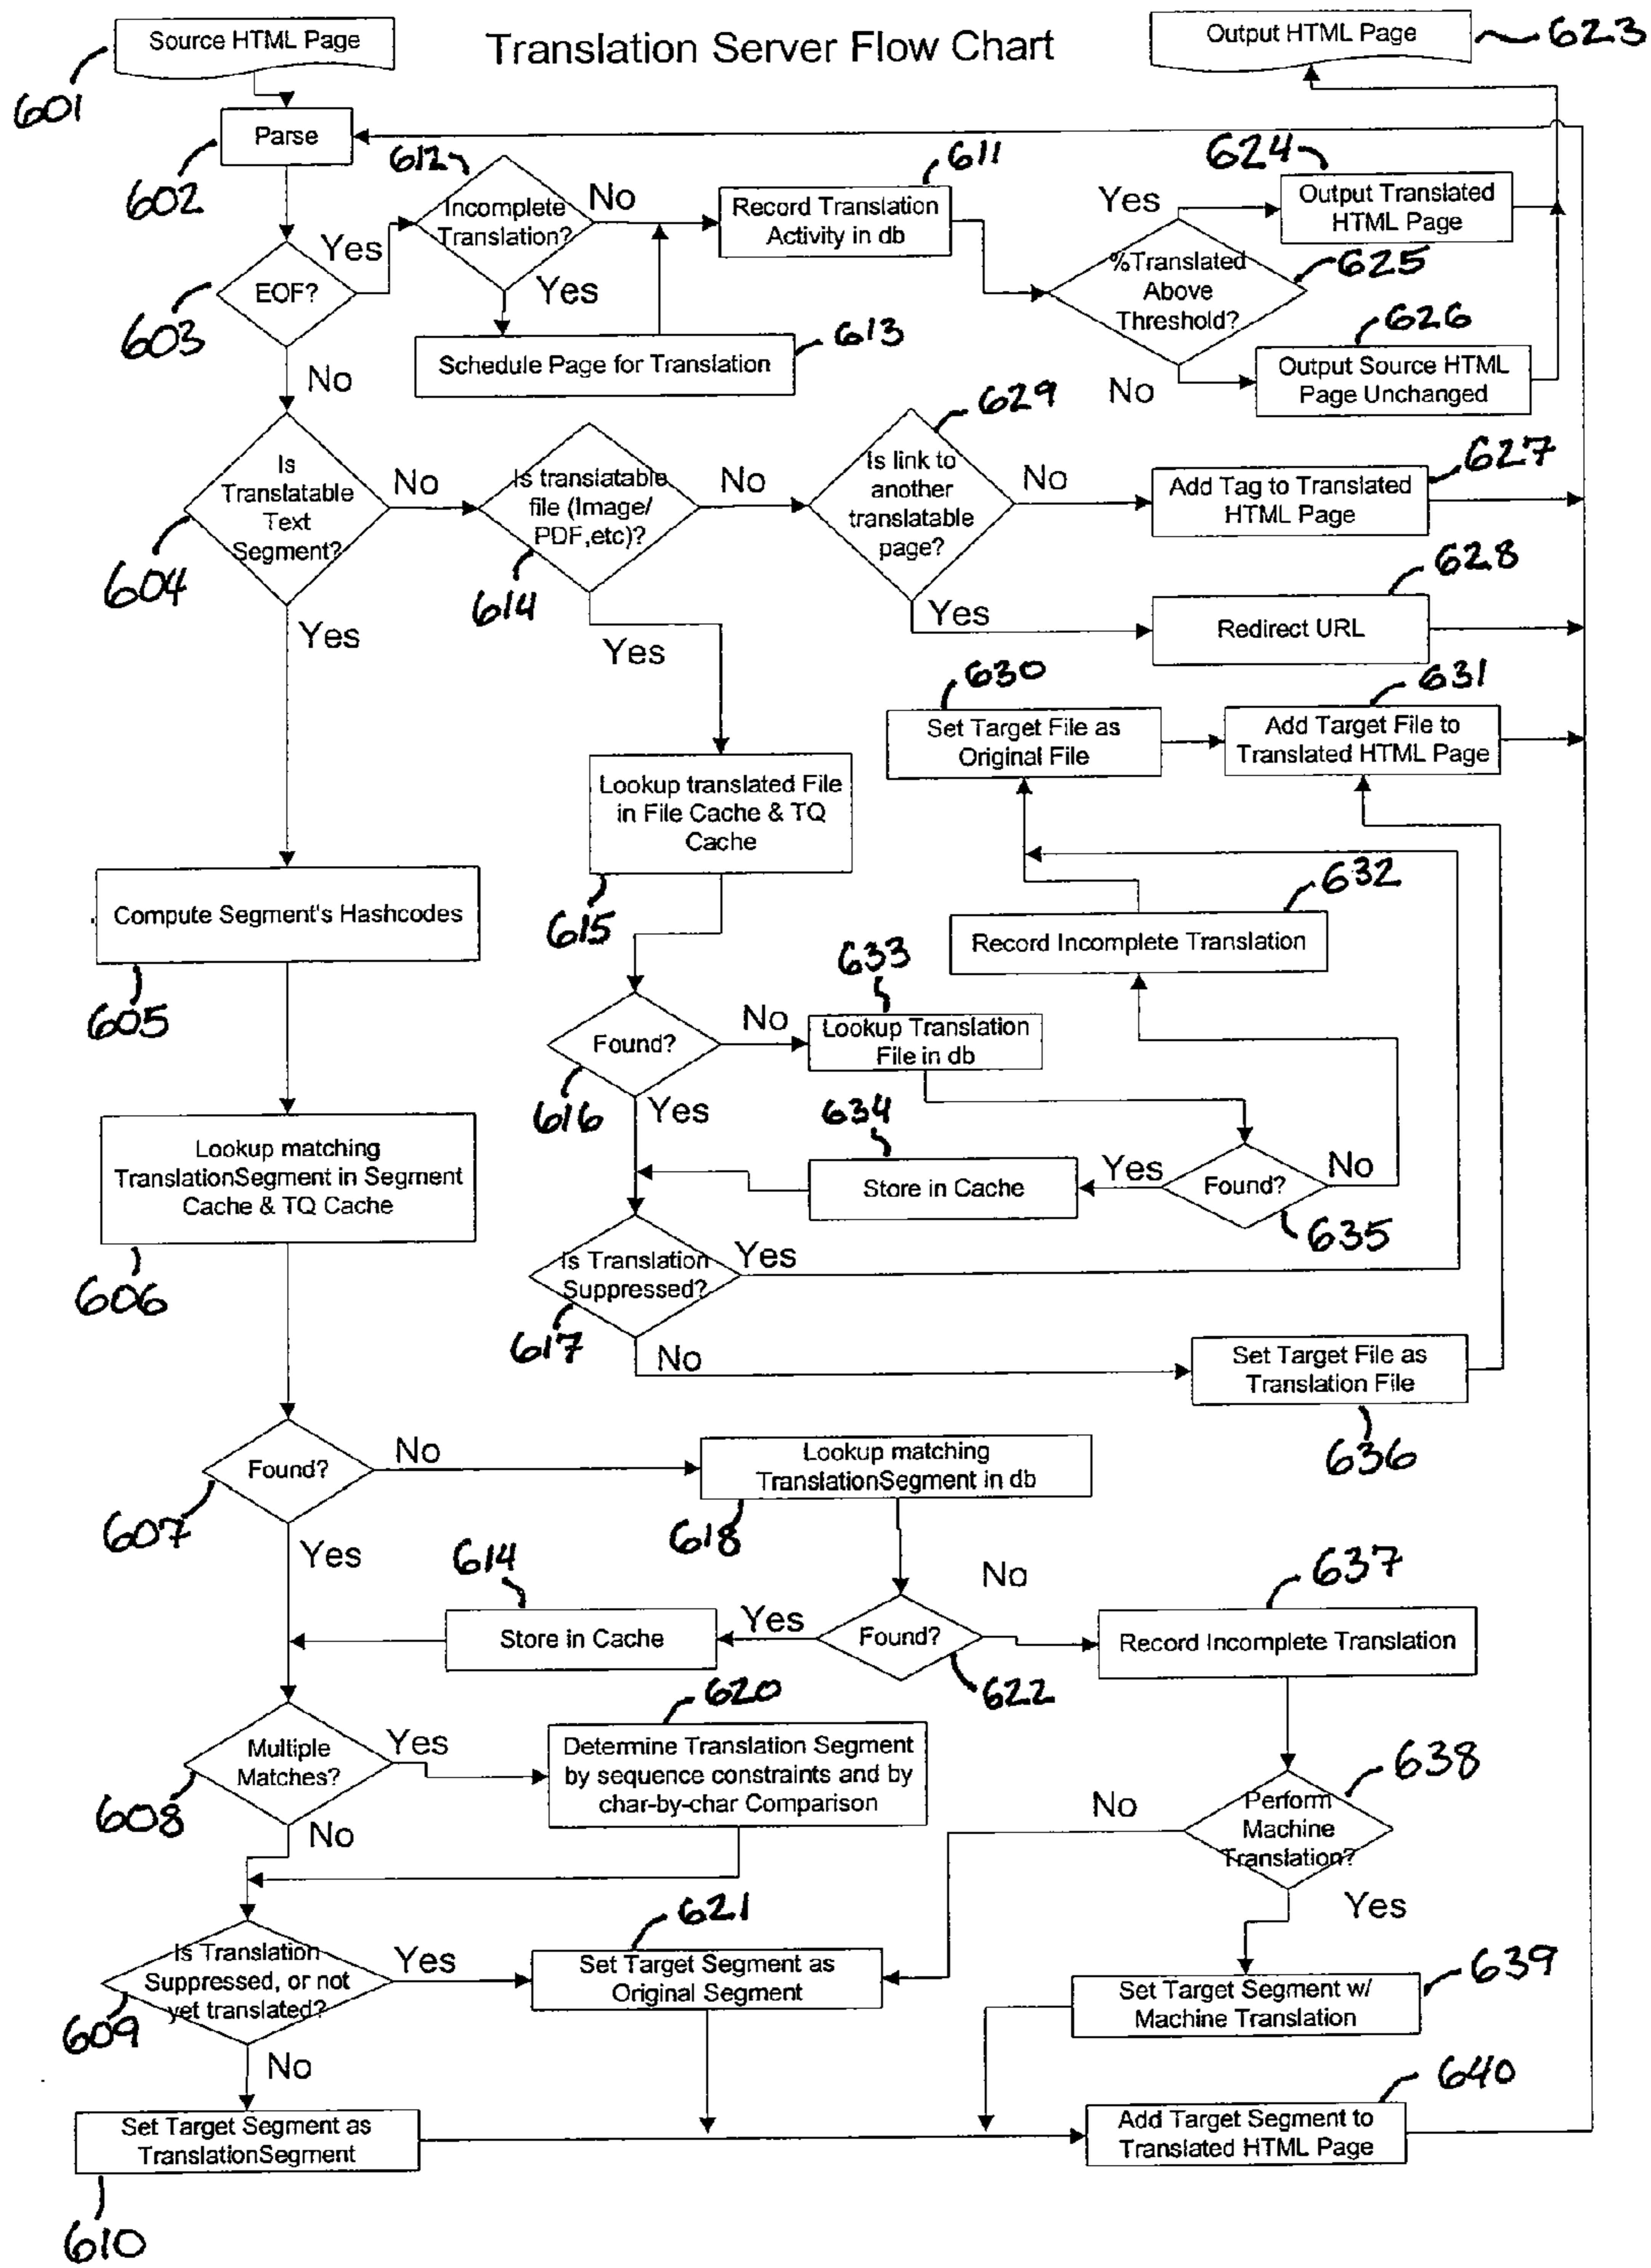 Translation Server Flow Chart
Source HTML Page
601
Output HTML Page
623
Parse
602
612
Incomplete
Translation?
No
Yes
611
Record Translation
Activity in db
624
Output Translated
HTML Page
Yes
%Translated
Above
Threshold?
625
No
626
Output Source HTML
Page Unchanged
EOF?
603
Yes
No
Schedule Page for Translation
613
Is
Translatable
Text
Segment?
604
No
Yes
Is translatable
file (Image/
PDF,etc)?
614
No
Yes
629
Is link to
another
translatable
page?
No
Yes
627
Add Tag to Translated
HTML Page
628
Redirect URL
630
Set Target File as
Original File
631
Add Target File to
Translated HTML Page
Lookup translated File
in File Cache & TQ
Cache
615
Compute Segment's Hashcodes
605
632
Record Incomplete Translation
Found?
616
No
Yes
633
Lookup Translation
File in db
634
Store in Cache
Yes
Found?
No
635
Lookup matching
TranslationSegment in Segment
Cache & TQ Cache
606
Is Translation
Suppressed?
617
Yes
No
Set Target File as
Translation File
636
Found?
607
No
Yes
Lookup matching
TranslationSegment in db
618
614
Store in Cache
Yes
Found?
622
No
637
Record Incomplete Translation
Multiple
Matches?
608
Yes
No
620
Determine Translation Segment
by sequence constraints and by
char-by-char Comparison
638
Perform
Machine
Translation?
No
Yes
Is Translation
Suppressed, or not
yet translated?
609
Yes
No
621
Set Target Segment as
Original Segment
Set Target Segment w/
Machine Translation
639
Set Target Segment as
TranslationSegment
610
640
Add Target Segment to
Translated HTML Page